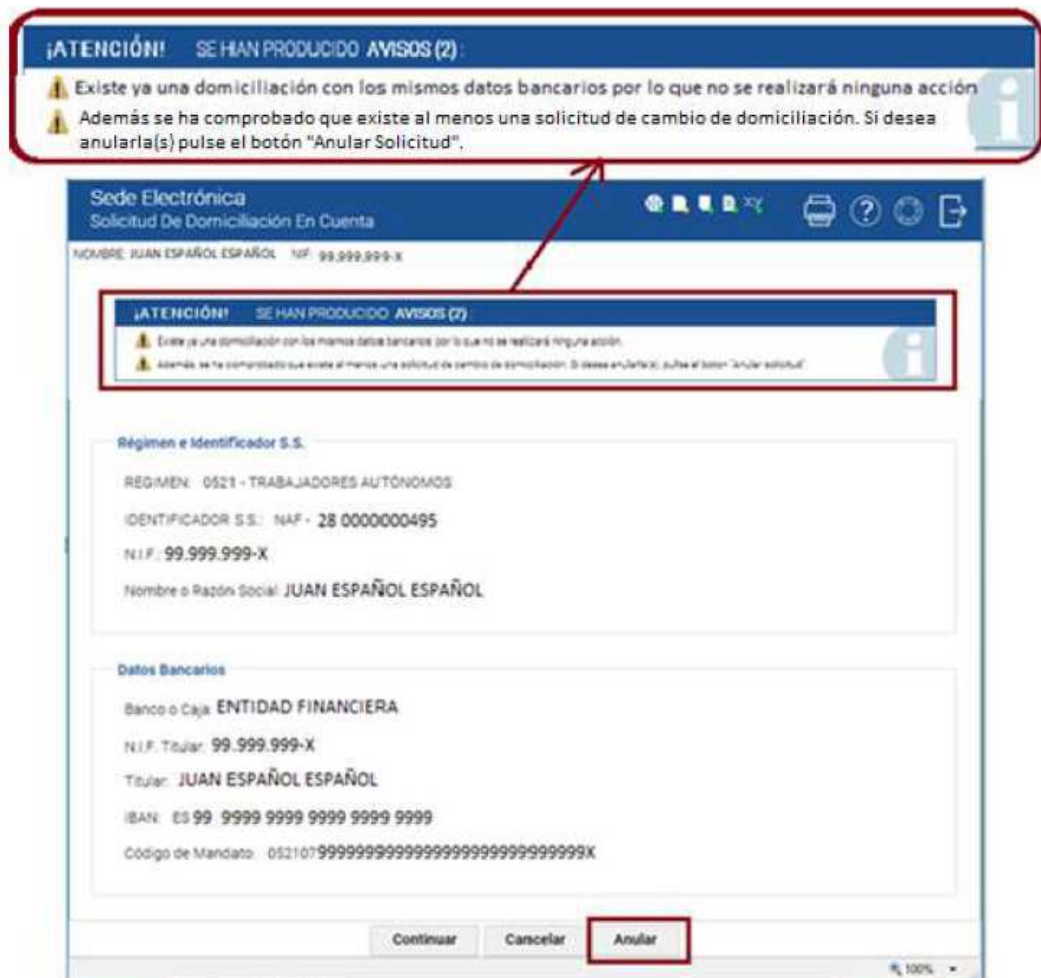 ¡ATENCIÓN! SE HAN PRODUCIDO AVISOS (2) :
Existe ya una domiciliación con los mismos datos bancarios por lo que no se realizará ninguna acción
Además se ha comprobado que existe al menos una solicitud de cambio de domiciliación. Si desea
anularla(s) pulse el botón "Anular Solicitud".
Sede Electrónica
Solicitud De Domiciliación En Cuenta
NOMBRE: JUAN ESPAÑOL ESPAÑOL NIF: 99.999.999-X
¡ATENCIÓN! SE HAN PRODUCIDO AVISOS (2) :
Existe ya una domiciliación con los mismos datos bancarios por lo que no se realizará ninguna acción.
Además, se ha comprobado que existe al menos una solicitud de cambio de domiciliación. Si desea anularla(s), pulse el botón "Anular solicitud"
Régimen e Identificador S.S.
REGIMEN: 0521 - TRABAJADORES AUTÓNOMOS
IDENTIFICADOR S.S.: NAF - 28 0000000495
N.I.F.: 99.999.999-X
Nombre o Razón Social: JUAN ESPAÑOL ESPAÑOL
Datos Bancarios
Banco o Caja: ENTIDAD FINANCIERA
N.I.F. Titular: 99.999.999-X
Titular: JUAN ESPAÑOL ESPAÑOL
IBAN: ES 99 9999 9999 9999 9999 9999
Código de Mandato:
Continuar Cancelar Anular
100%